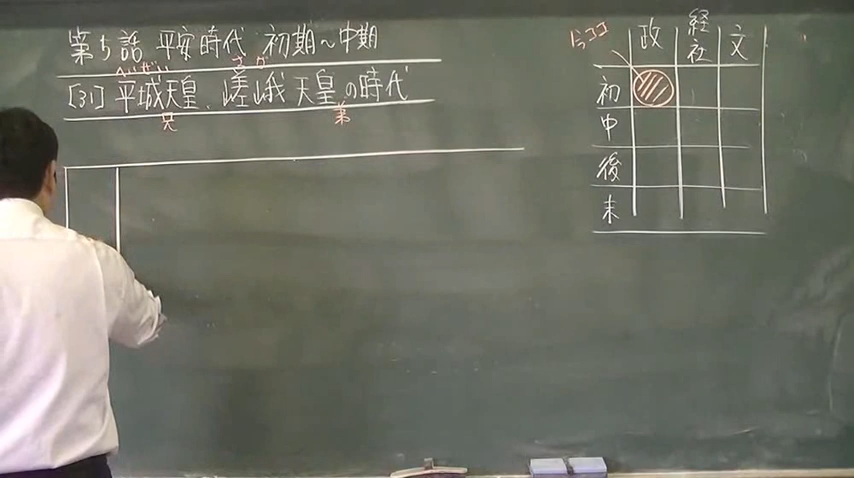 第5話 平安時代 初期〜中期
へいぜい さが
[31] 平城天皇、嵯峨天皇の時代
兄 弟
ココ
政 経社 文
初
中
後
末